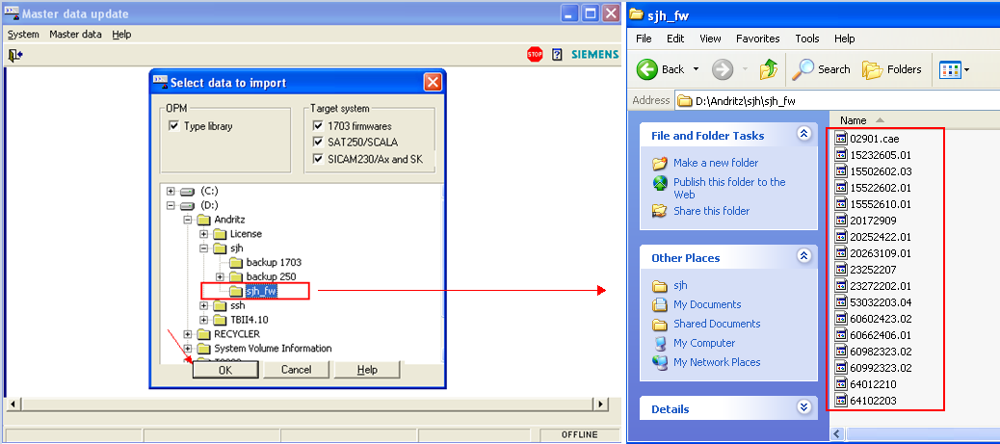 Master data update
System Master data Help
STOP ? SIEMENS
Select data to import
OPM
Type library
Target system
1703 firmwares
SAT250/SCALA
SICAM230/Ax and SK
(C:)
(D:)
Andritz
License
sjh
backup 1703
backup 250
sjh_fw
ssh
TBII4.10
RECYCLER
System Volume Information
OK Cancel Help
OFFLINE
sjh_fw
File Edit View Favorites Tools Help
Back Search Folders
Address D:\Andritz\sjh\sjh_fw
File and Folder Tasks
Make a new folder
Publish this folder to the
Web
Share this folder
Other Places
sjh
My Documents
Shared Documents
My Computer
My Network Places
Details
Name
02901.cae
15232605.01
15502602.03
15522602.01
15552610.01
20172909
20252422.01
20263109.01
23252207
23272202.01
53032203.04
60602423.02
60662406.01
60982323.02
60992323.02
64012210
64102203